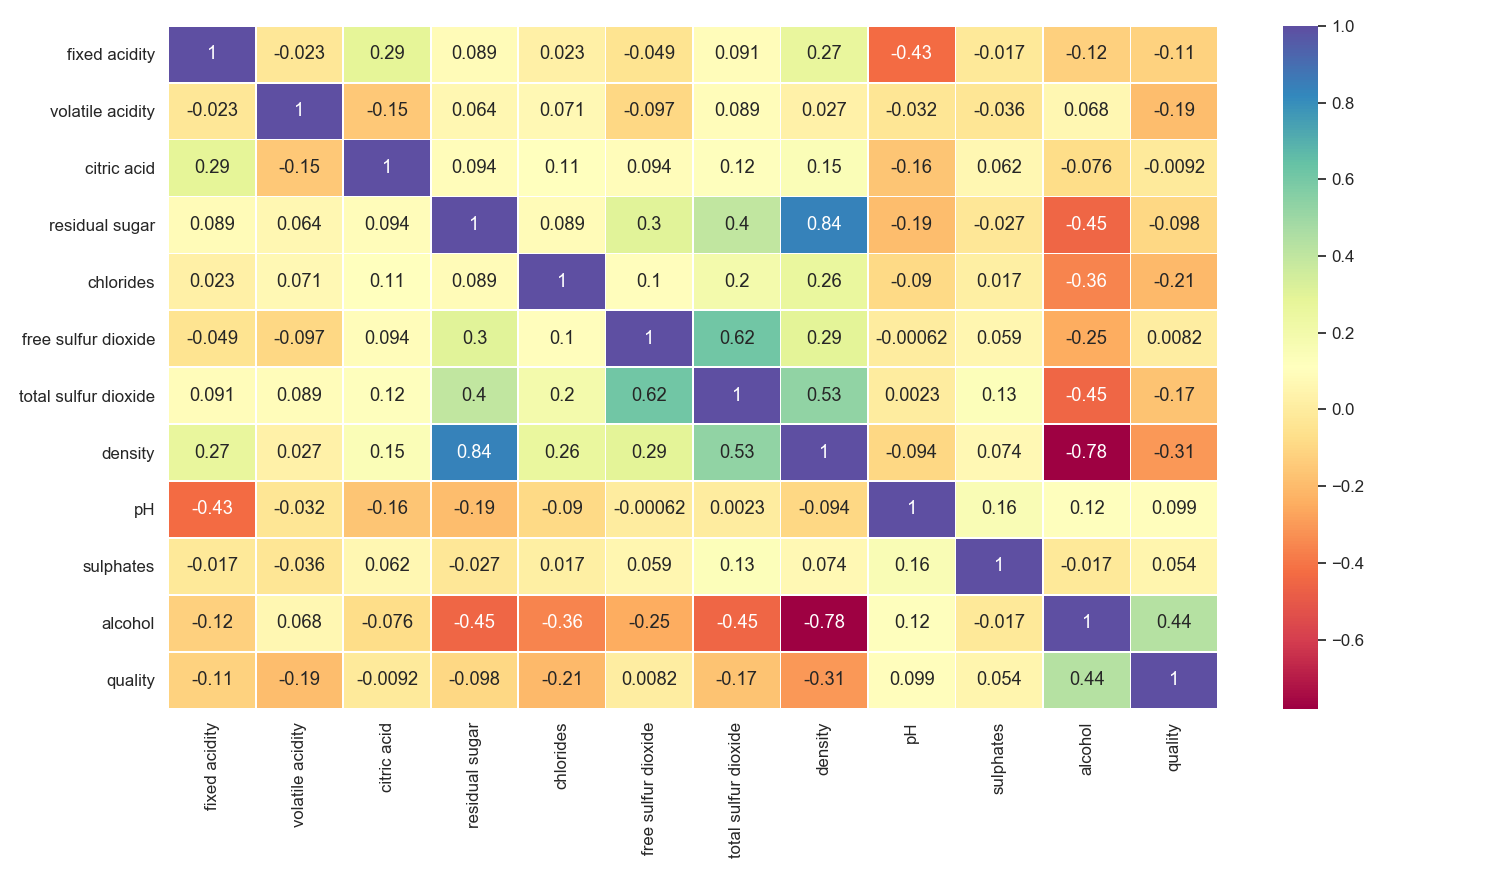 fixed acidity 1 -0.023 0.29 0.089 0.023 -0.049 0.091 0.27 -0.43 -0.017 -0.12 -0.11
volatile acidity -0.023 1 -0.15 0.064 0.071 -0.097 0.089 0.027 -0.032 -0.036 0.068 -0.19
citric acid 0.29 -0.15 1 0.094 0.11 0.094 0.12 0.15 -0.16 0.062 -0.076 -0.0092
residual sugar 0.089 0.064 0.094 1 0.089 0.3 0.4 0.84 -0.19 -0.027 -0.45 -0.098
chlorides 0.023 0.071 0.11 0.089 1 0.1 0.2 0.26 -0.09 0.017 -0.36 -0.21
free sulfur dioxide -0.049 -0.097 0.094 0.3 0.1 1 0.62 0.29 -0.00062 0.059 -0.25 0.0082
total sulfur dioxide 0.091 0.089 0.12 0.4 0.2 0.62 1 0.53 0.0023 0.13 -0.45 -0.17
density 0.27 0.027 0.15 0.84 0.26 0.29 0.53 1 -0.094 0.074 -0.78 -0.31
pH -0.43 -0.032 -0.16 -0.19 -0.09 -0.00062 0.0023 -0.094 1 0.16 0.12 0.099
sulphates -0.017 -0.036 0.062 -0.027 0.017 0.059 0.13 0.074 0.16 1 -0.017 0.054
alcohol -0.12 0.068 -0.076 -0.45 -0.36 -0.25 -0.45 -0.78 0.12 -0.017 1 0.44
quality -0.11 -0.19 -0.0092 -0.098 -0.21 0.0082 -0.17 -0.31 0.099 0.054 0.44 1
fixed acidity
volatile acidity
citric acid
residual sugar
chlorides
free sulfur dioxide
total sulfur dioxide
density
pH
sulphates
alcohol
quality
1.0
0.8
0.6
0.4
0.2
0.0
−0.2
−0.4
−0.6